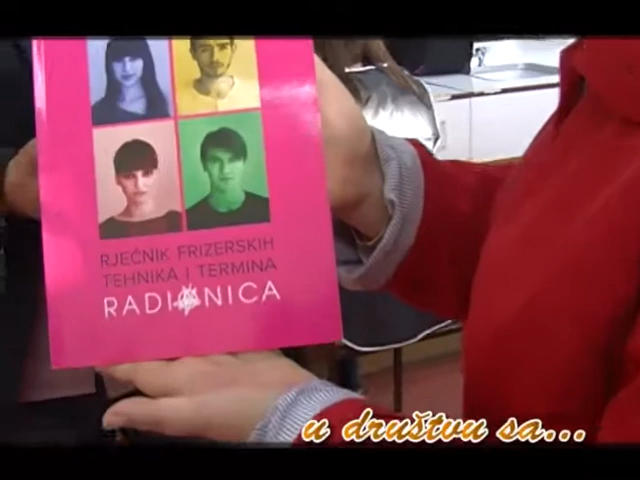 RJEČNIK FRIZERSKIH
TEHNIKA I TERMINA
RADIONICA
u društvu sa...